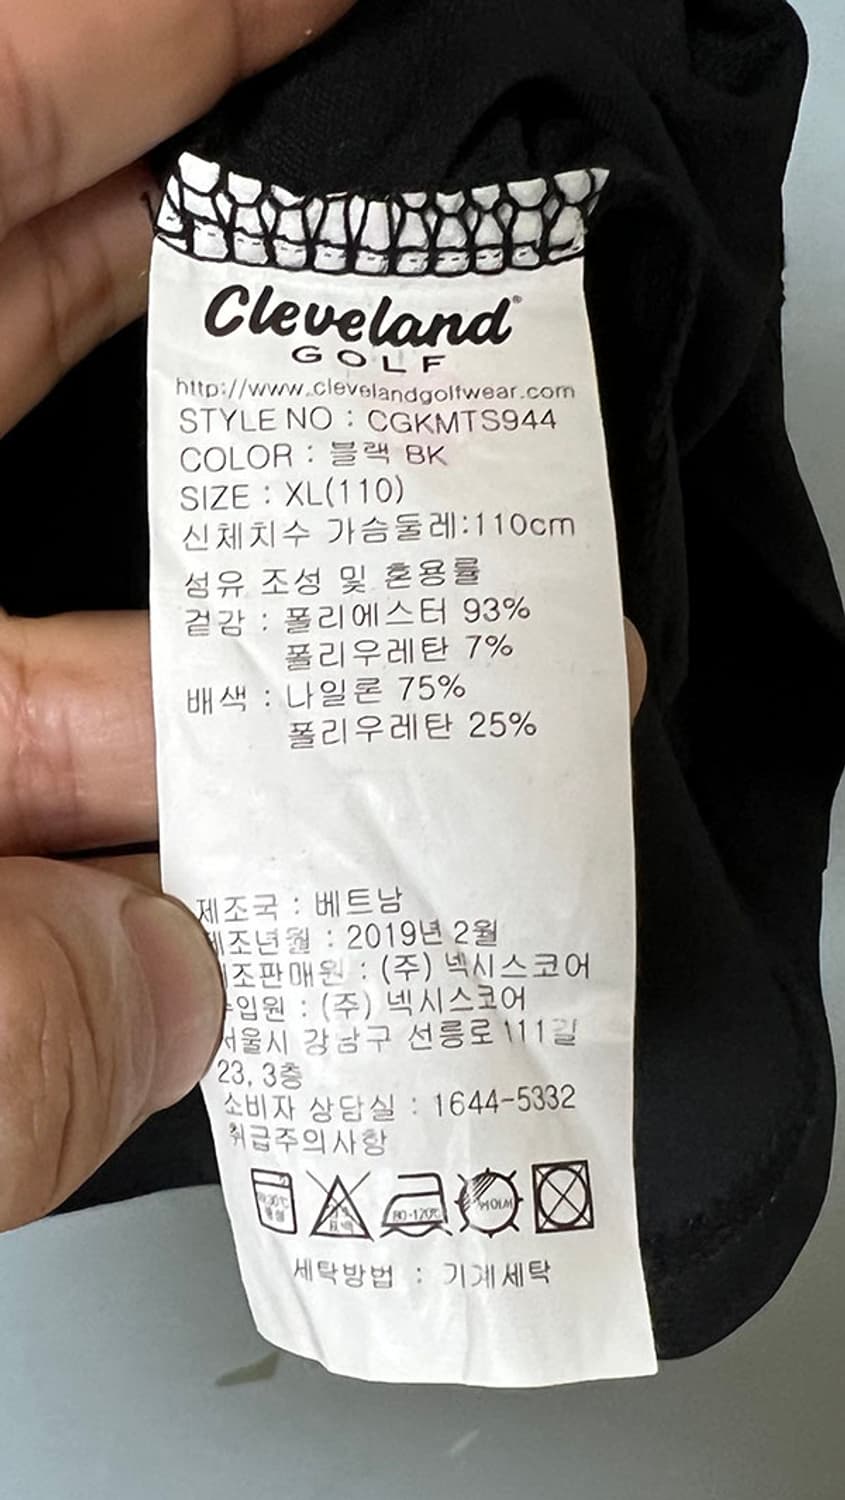 Cleveland®
GOLF
http://www.clevelandgolfwear.com
STYLE NO : CGKMTS944
COLOR : 블랙 BK
SIZE : XL(110)
신체치수 가슴둘레:110cm
섬유 조성 및 혼용률
겉감 : 폴리에스터 93%
폴리우레탄 7%
배색 : 나일론 75%
폴리우레탄 25%
제조국 : 베트남
제조년월 : 2019년 2월
조판매원 : (주) 넥시스코어
입원 : (주) 넥시스코어
서울시 강남구 선릉로111길
23, 3층
소비자 상담실 : 1644-5332
취급주의사항
80-120℃
세탁방법 : 기계세탁